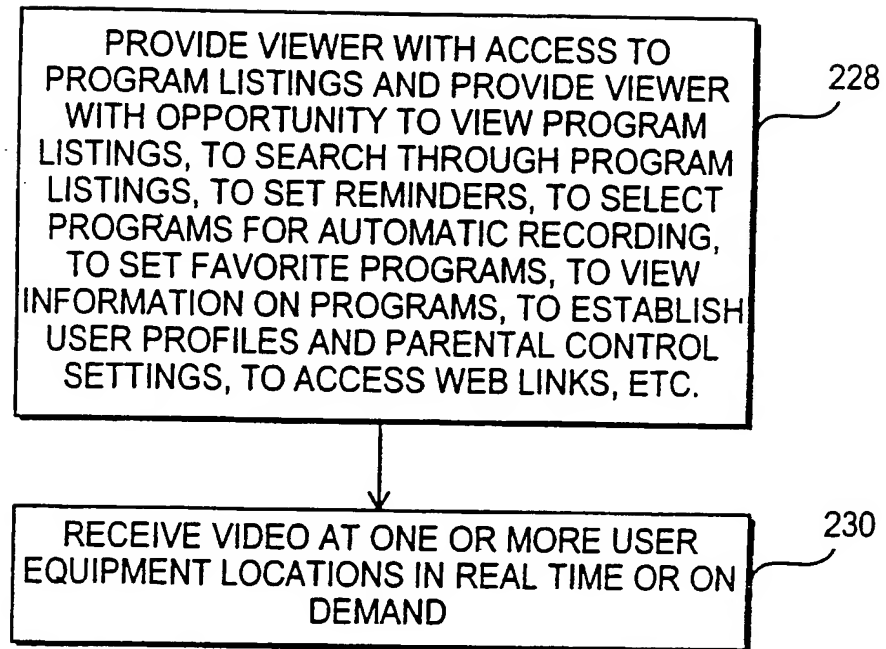 PROVIDE VIEWER WITH ACCESS TO
PROGRAM LISTINGS AND PROVIDE VIEWER
WITH OPPORTUNITY TO VIEW PROGRAM
LISTINGS, TO SEARCH THROUGH PROGRAM
LISTINGS, TO SET REMINDERS, TO SELECT
PROGRAMS FOR AUTOMATIC RECORDING,
TO SET FAVORITE PROGRAMS, TO VIEW
INFORMATION ON PROGRAMS, TO ESTABLISH
USER PROFILES AND PARENTAL CONTROL
SETTINGS, TO ACCESS WEB LINKS, ETC.
228
RECEIVE VIDEO AT ONE OR MORE USER
EQUIPMENT LOCATIONS IN REAL TIME OR ON
DEMAND
230